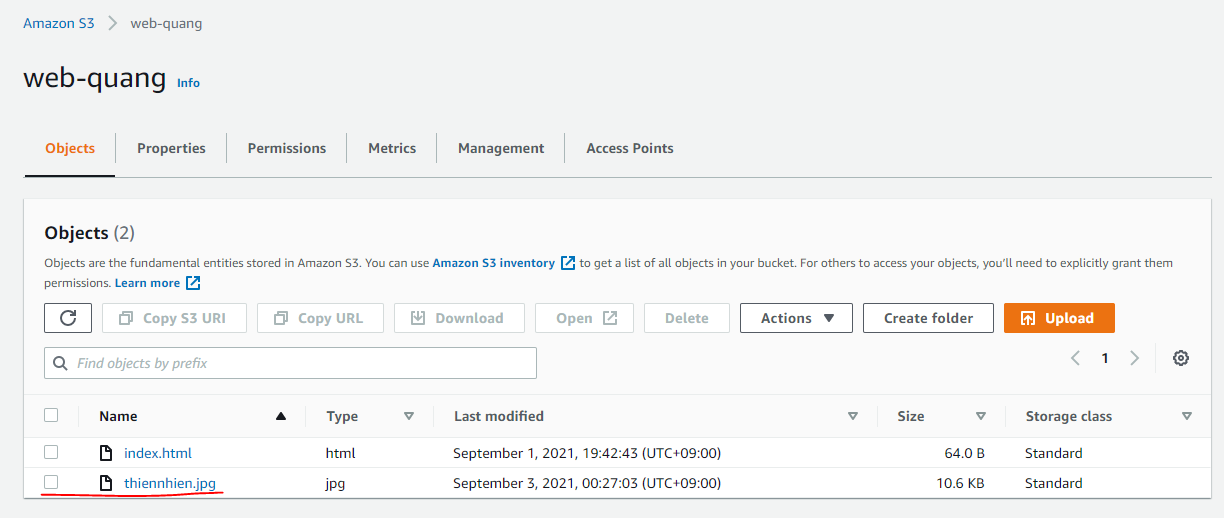 Amazon S3 > web-quang
web-quang Info
Objects Properties Permissions Metrics Management Access Points
Objects (2)
Objects are the fundamental entities stored in Amazon S3. You can use Amazon S3 inventory to get a list of all objects in your bucket. For others to access your objects, you'll need to explicitly grant them
permissions. Learn more
Copy S3 URI Copy URL Download Open Delete Actions Create folder Upload
Find objects by prefix 1
Name Type Last modified Size Storage class
index.html html September 1, 2021, 19:42:43 (UTC+09:00) 64.0 B Standard
thiennhien.jpg jpg September 3, 2021, 00:27:03 (UTC+09:00) 10.6 KB Standard